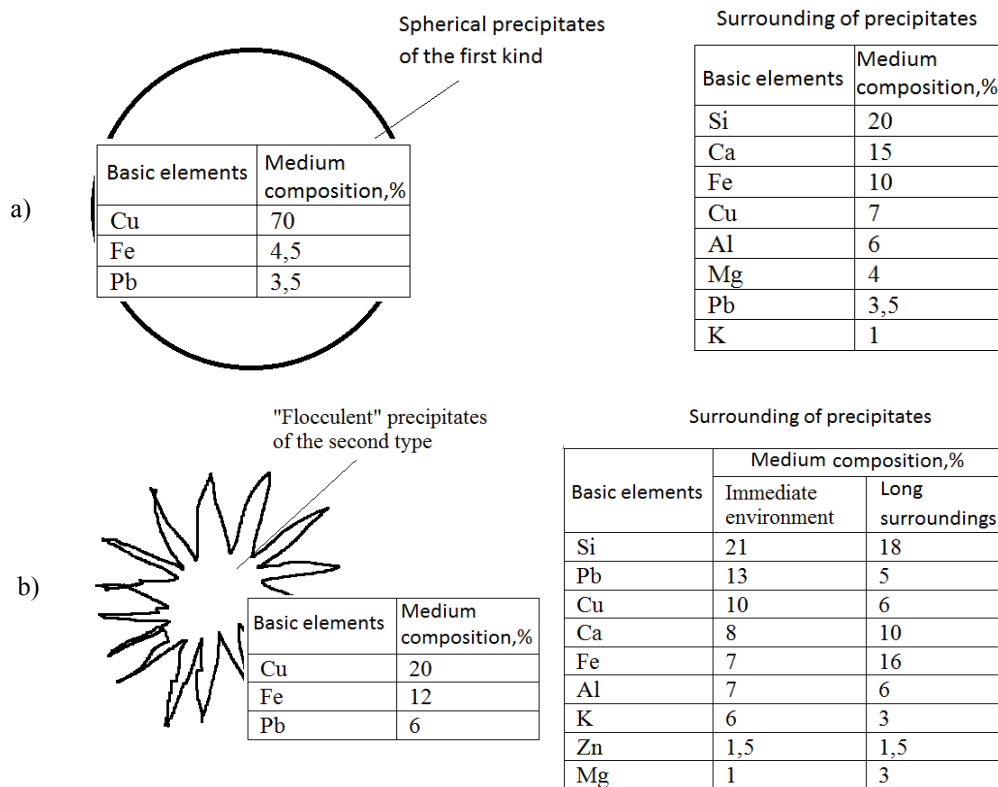 Spherical precipitates
of the first kind
Surrounding of precipitates
a)
Basic elements Medium
composition,%
Cu 70
Fe 4,5
Pb 3,5
Basic elements Medium
composition,%
Si 20
Ca 15
Fe 10
Cu 7
Al 6
Mg 4
Pb 3,5
K 1
"Flocculent" precipitates
of the second type
Surrounding of precipitates
b)
Basic elements Medium
composition,%
Cu 20
Fe 12
Pb 6
Basic elements Medium composition,%
Immediate
environment Long
surroundings
Si 21 18
Pb 13 5
Cu 10 6
Ca 8 10
Fe 7 16
Al 7 6
K 6 3
Zn 1,5 1,5
Mg 1 3